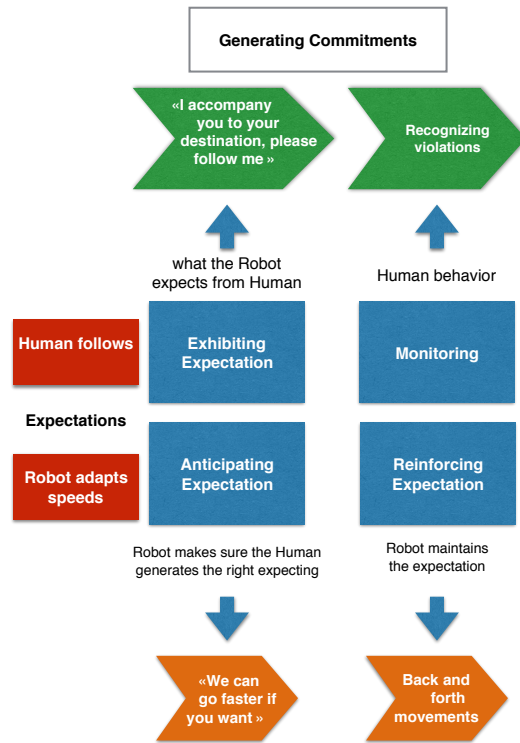 Generating Commitments
«I accompany
you to your
destination, please
follow me »
Recognizing
violations
what the Robot
expects from Human
Human behavior
Human follows
Exhibiting
Expectation
Monitoring
Expectations
Robot adapts
speeds
Anticipating
Expectation
Reinforcing
Expectation
Robot makes sure the Human
generates the right expecting
Robot maintains
the expectation
«We can
go faster if
you want »
Back and
forth
movements